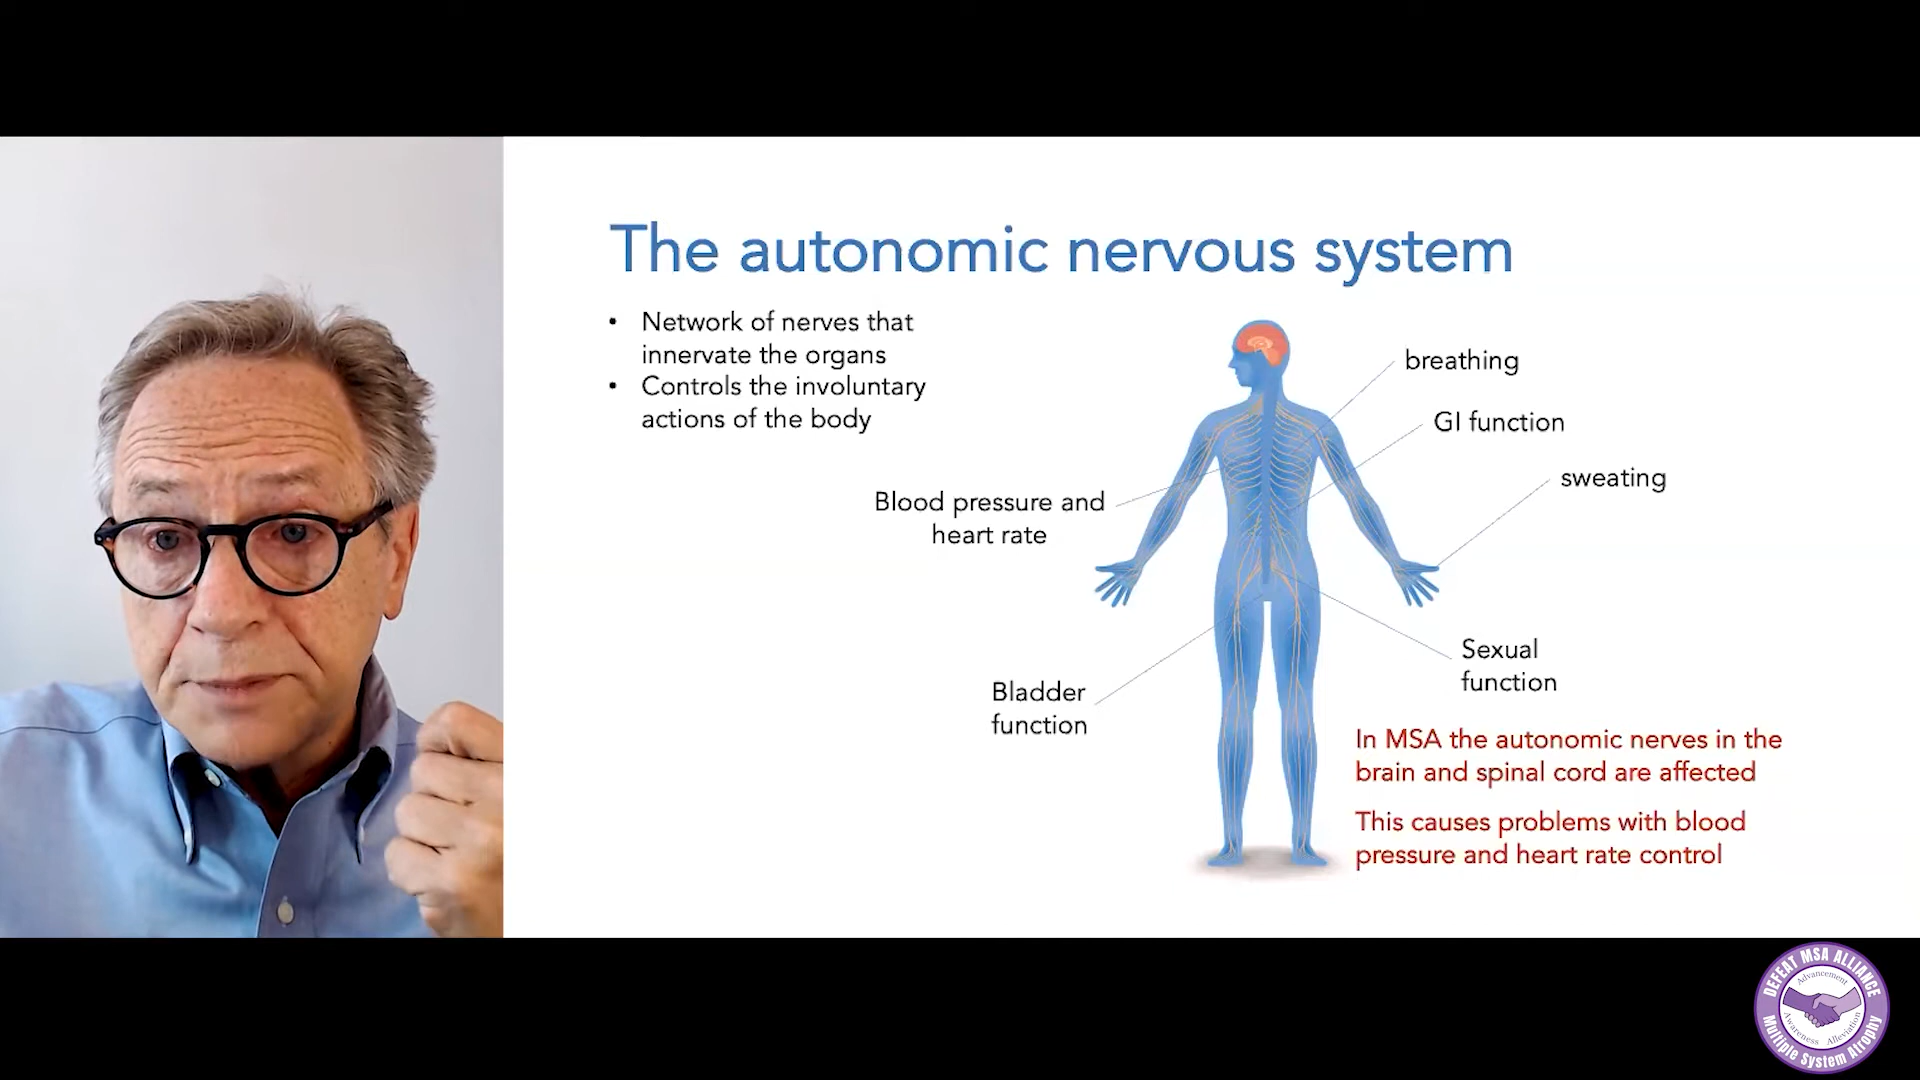 The autonomic nervous system
• Network of nerves that
innervate the organs
• Controls the involuntary
actions of the body
breathing
GI function
sweating
Blood pressure and
heart rate
Sexual
function
Bladder
function
In MSA the autonomic nerves in the
brain and spinal cord are affected
This causes problems with blood
pressure and heart rate control
DEFEAT MSA ALLIANCE
Advancement
Awareness Alleviation
Multiple System Atrophy